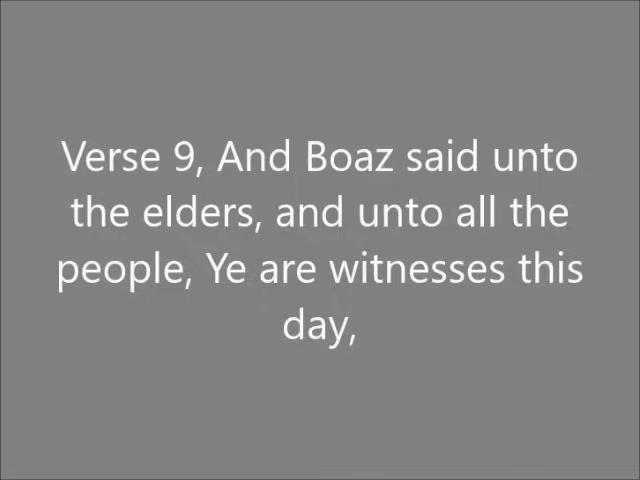 Verse 9, And Boaz said unto
the elders, and unto all the
people, Ye are witnesses this
day,